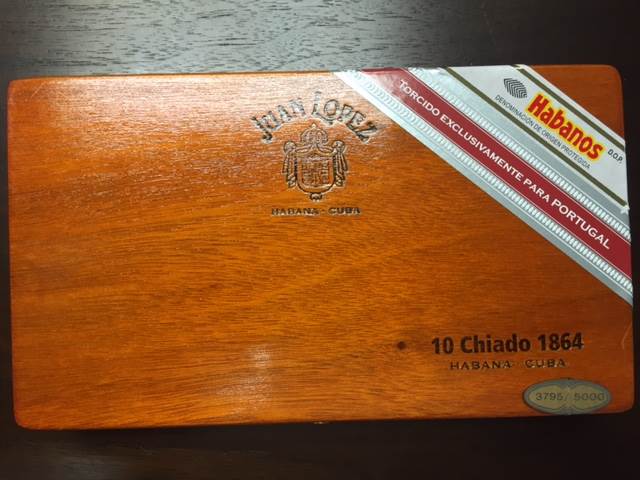 JUAN LOPEZ
HABANA - CUBA
Habanos
D.O.P.
DENOMINACIÓN DE ORIGEN PROTEGIDA
TORCIDO EXCLUSIVAMENTE PARA PORTUGAL
10 Chiado 1864
HABANA CUBA
3795/5000